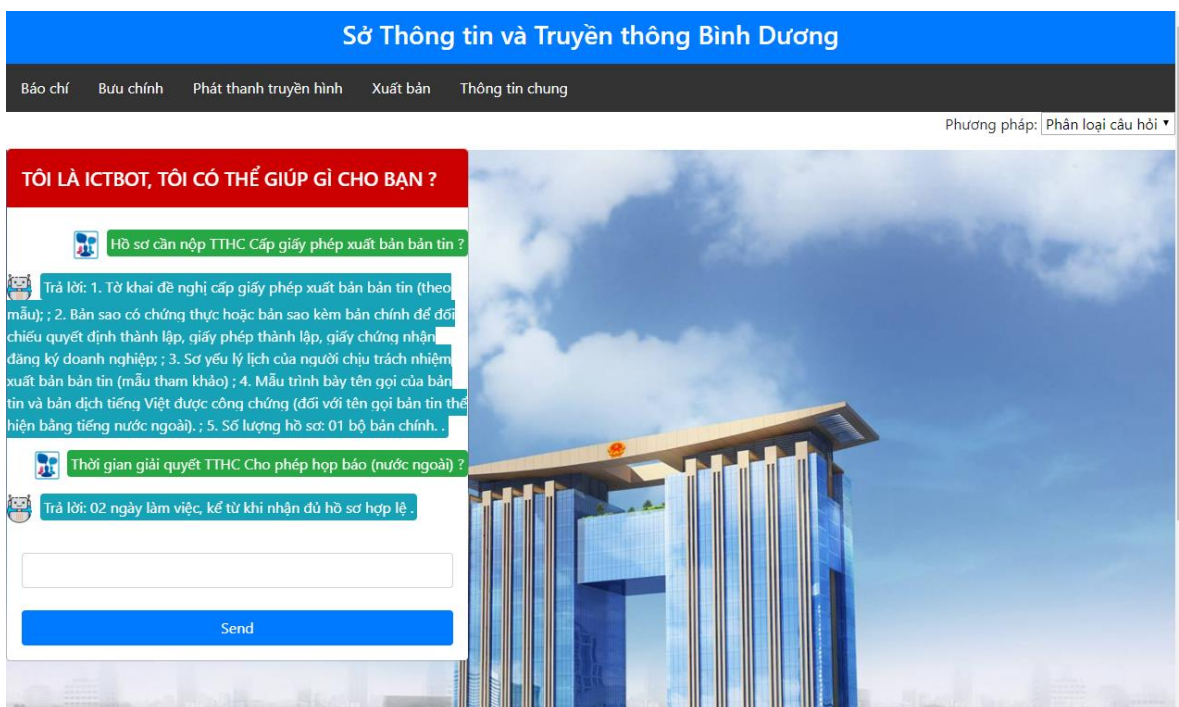 Sở Thông tin và Truyền thông Bình Dương
Báo chí Bưu chính Phát thanh truyền hình Xuất bản Thông tin chung
Phương pháp: Phân loại câu hỏi
TÔI LÀ ICTBOT, TÔI CÓ THỂ GIÚP GÌ CHO BẠN ?
Hồ sơ cần nộp TTHC Cấp giấy phép xuất bản bản tin ?
Trả lời: 1. Tờ khai đề nghị cấp giấy phép xuất bản bản tin (theo
mẫu); ; 2. Bản sao có chứng thực hoặc bản sao kèm bản chính để đối
chiếu quyết định thành lập, giấy phép thành lập, giấy chứng nhận
đăng ký doanh nghiệp; ; 3. Sơ yếu lý lịch của người chịu trách nhiệm
xuất bản bản tin (mẫu tham khảo) ; 4. Mẫu trình bày tên gọi của bản
tin và bản dịch tiếng Việt được công chứng (đối với tên gọi bản tin thể
hiện bằng tiếng nước ngoài). ; 5. Số lượng hồ sơ: 01 bộ bản chính. .
Thời gian giải quyết TTHC Cho phép họp báo (nước ngoài) ?
Trả lời: 02 ngày làm việc, kể từ khi nhận đủ hồ sơ hợp lệ .
Send